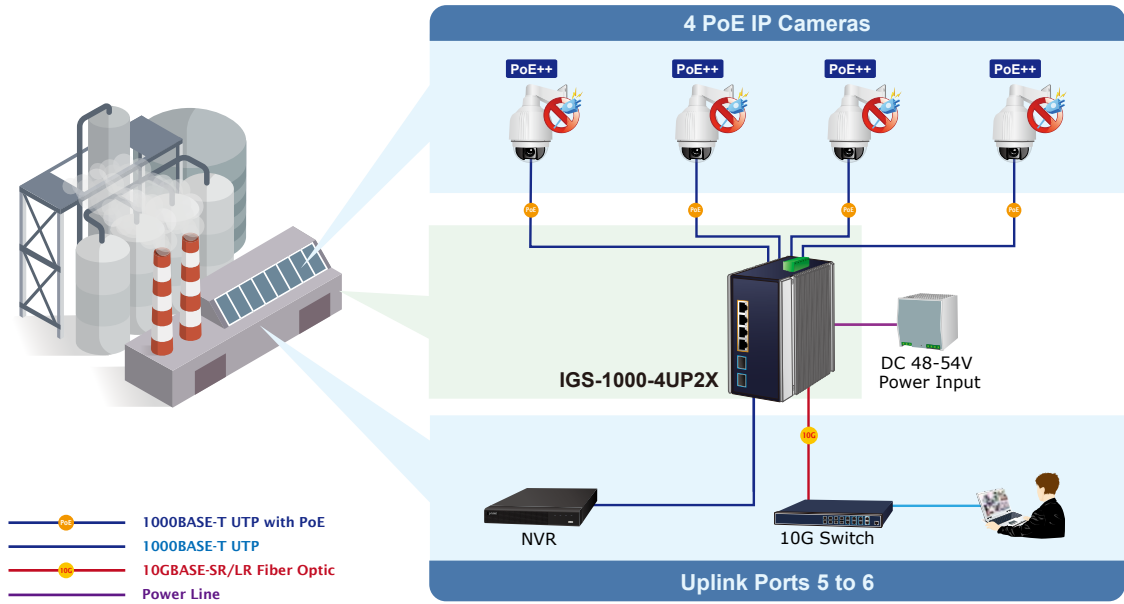 4 PoE IP Cameras
PoE++
PoE++
PoE++
PoE++
PoE
PoE
PoE
PoE
IGS-1000-4UP2X
DC 48-54V
Power Input
10G
NVR
10G Switch
Uplink Ports 5 to 6
PoE
1000BASE-T UTP with PoE
1000BASE-T UTP
10G
10GBASE-SR/LR Fiber Optic
Power Line